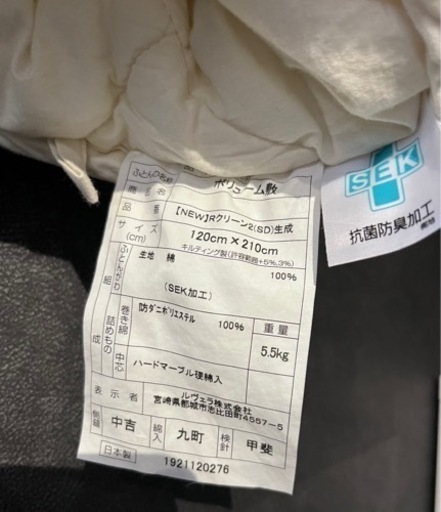 ふとんの名称 ボリューム敷
商品
品番 【NEW】Rクリーン2(SD)生成
サイズ(cm) 120cm×210cm
キルティング製(許容範囲+5%,3%)
組成
ふとんがわ 生地 綿 100%
(SEK加工)
詰めもの
巻き綿 防ダニポリエステル 100%
重量 5.5kg
中芯 ハードマーブル理綿入
表示者 ルヴェラ株式会社
宮崎県都城市志比田町4557-5
中吉 綿入 九町 検針 甲斐
日本製 1921120276
SEK
抗菌防臭加工